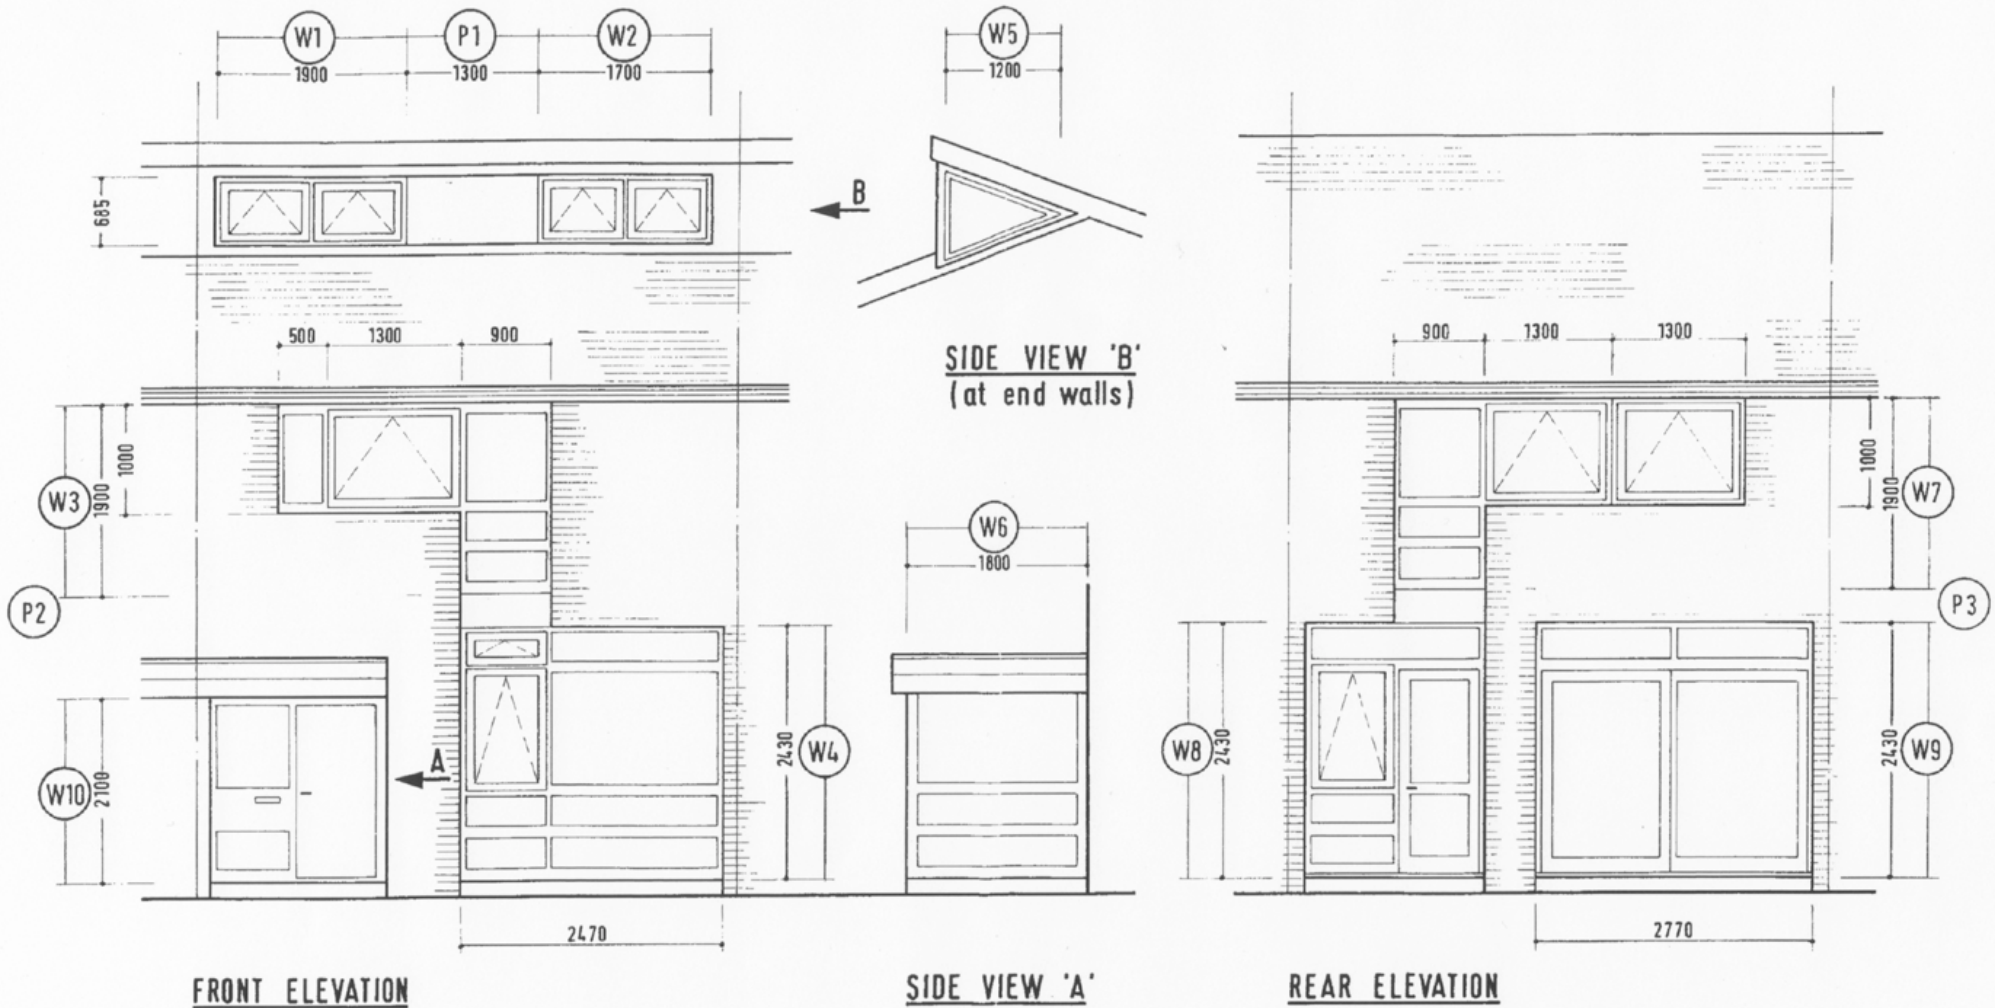 W1 P1 W2
1900 1300 1700
685
500 1300 900
W3
1900
1000
P2
W10
2100
A
2430
W4
2470
FRONT ELEVATION
W5
1200
B
SIDE VIEW 'B'
(at end walls)
W6
1800
SIDE VIEW 'A'
900 1300 1300
1000
1900
W7
P3
W8
2430
2430
W9
2770
REAR ELEVATION